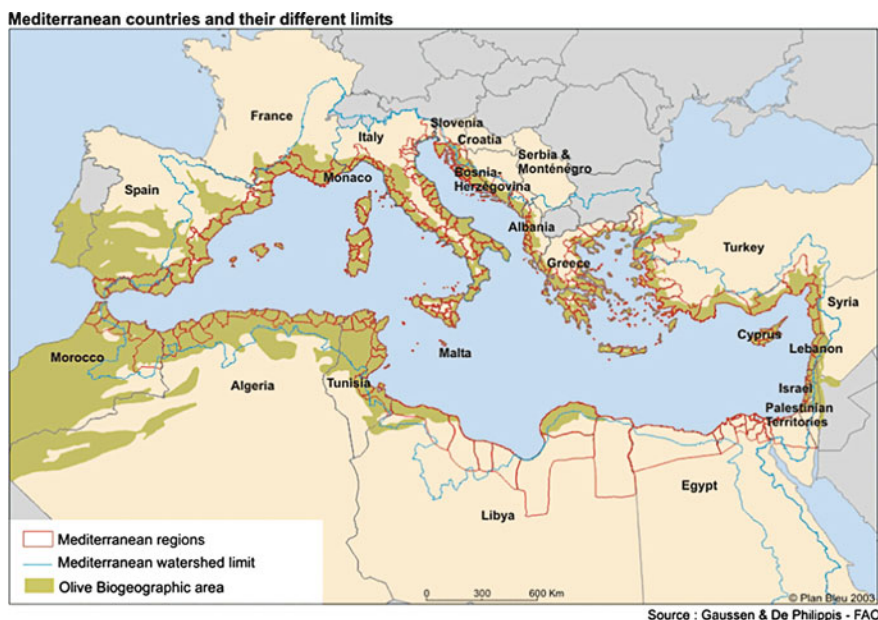 Mediterranean countries and their different limits
France
Slovenia
Italy
Croatia
Serbia &
Monténégro
Monaco
Bosnia-
Herzégovina
Spain
Albania
Greece
Turkey
Syria
Cyprus
Lebanon
Malta
Morocco
Algeria
Tunisia
Israel
Palestinian
Territories
Libya
Egypt
Mediterranean regions
Mediterranean watershed limit
Olive Biogeographic area
0 300 600 Km
© Plan Bleu 2003
Source : Gaussen & De Philippis - FAO